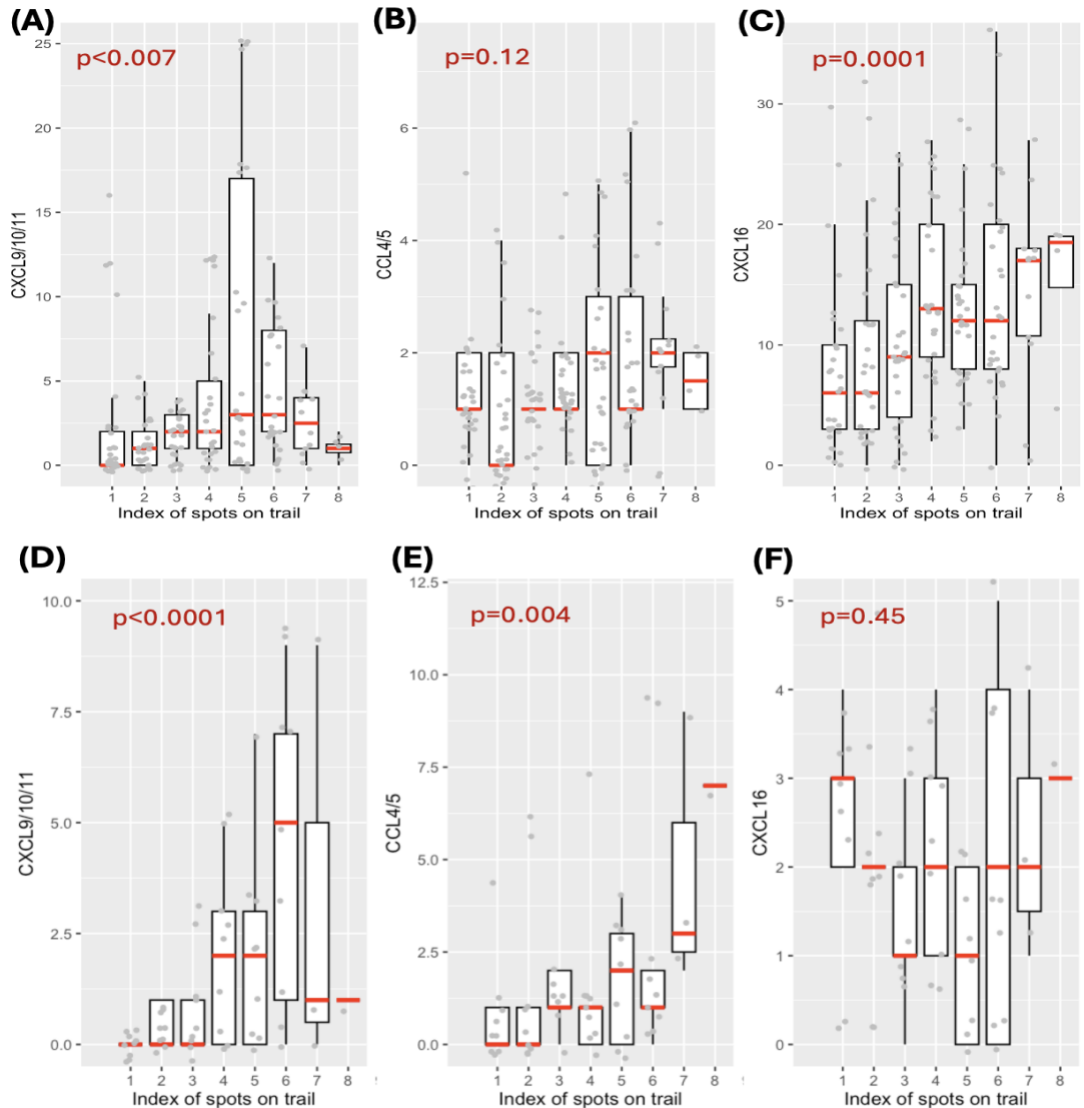 (A)
p<0.007
CXCL9/10/11
25
20
15
10
5
0
1 2 3 4 5 6 7 8
Index of spots on trail
(B)
p=0.12
CCL4/5
6
4
2
0
1 2 3 4 5 6 7 8
Index of spots on trail
(C)
p=0.0001
CXCL16
30
20
10
0
1 2 3 4 5 6 7 8
Index of spots on trail
(D)
p<0.0001
CXCL9/10/11
10.0
7.5
5.0
2.5
0.0
1 2 3 4 5 6 7 8
Index of spots on trail
(E)
p=0.004
CCL4/5
12.5
10.0
7.5
5.0
2.5
0.0
1 2 3 4 5 6 7 8
Index of spots on trail
(F)
p=0.45
CXCL16
5
4
3
2
1
0
1 2 3 4 5 6 7 8
Index of spots on trail